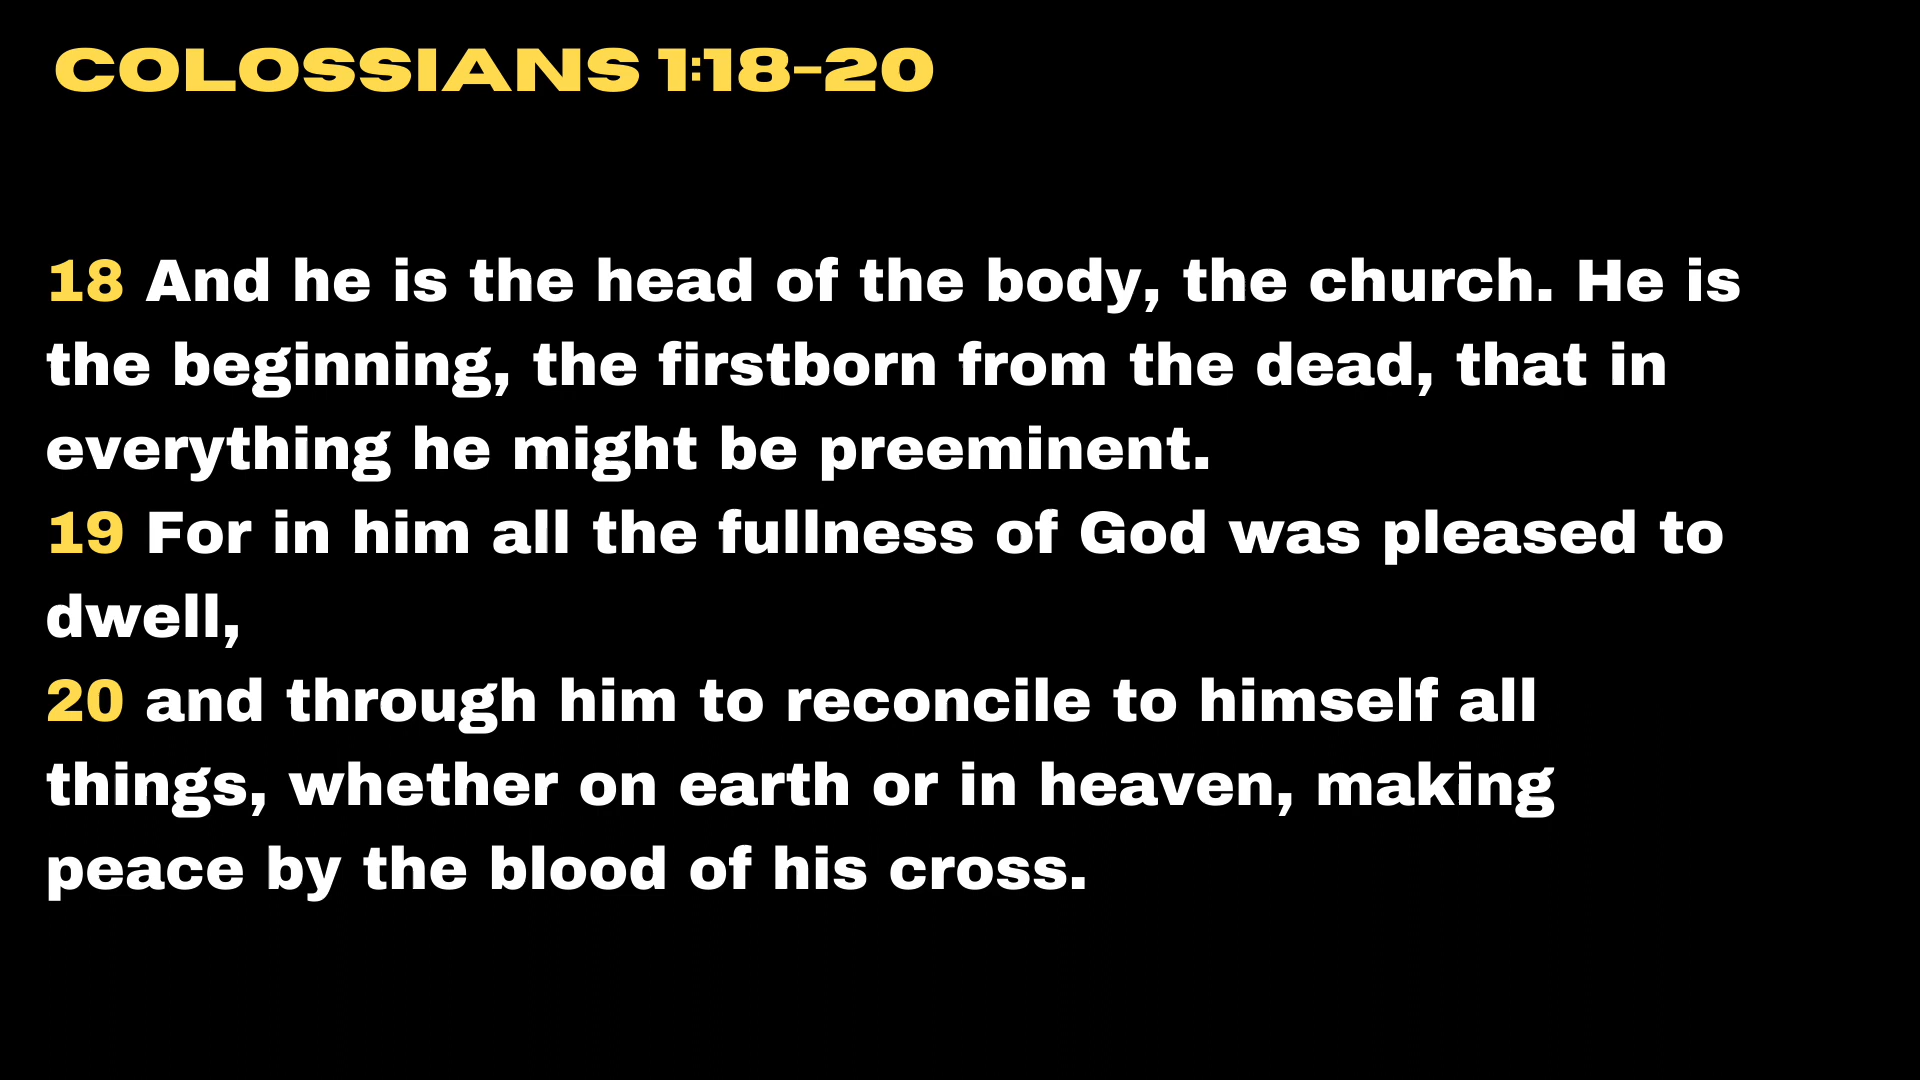 COLOSSIANS 1:18-20
18 And he is the head of the body, the church. He is
the beginning, the firstborn from the dead, that in
everything he might be preeminent.
19 For in him all the fullness of God was pleased to
dwell,
20 and through him to reconcile to himself all
things, whether on earth or in heaven, making
peace by the blood of his cross.